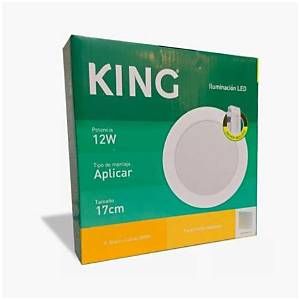 KING
Iluminación LED
Potencia
12W
Tipo de montaje
Aplicar
Tamaño
17cm